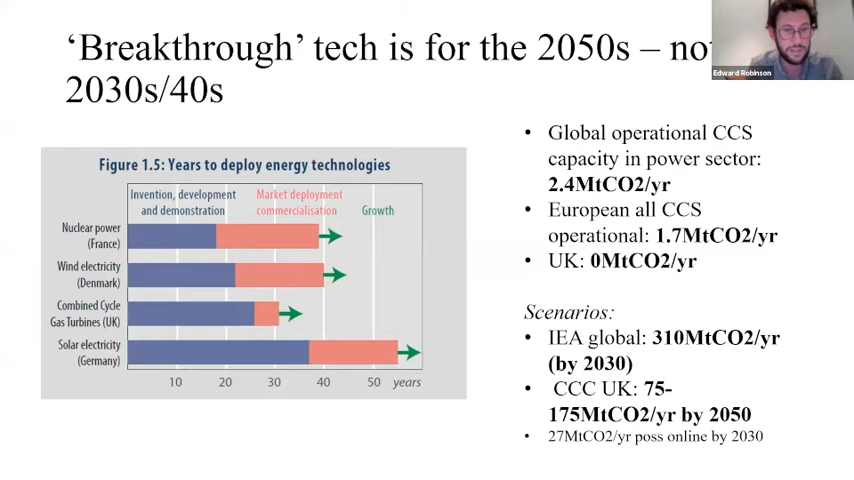 'Breakthrough' tech is for the 2050s – not
2030s/40s
Edward Robinson
Figure 1.5: Years to deploy energy technologies
Invention, development
and demonstration
Market deployment
commercialisation
Growth
Nuclear power
(France)
Wind electricity
(Denmark)
Combined Cycle
Gas Turbines (UK)
Solar electricity
(Germany)
10 20 30 40 50 years
• Global operational CCS
capacity in power sector:
2.4MtCO2/yr
• European all CCS
operational: 1.7MtCO2/yr
• UK: 0MtCO2/yr
Scenarios:
• IEA global: 310MtCO2/yr
(by 2030)
• CCC UK: 75-
175MtCO2/yr by 2050
• 27MtCO2/yr poss online by 2030